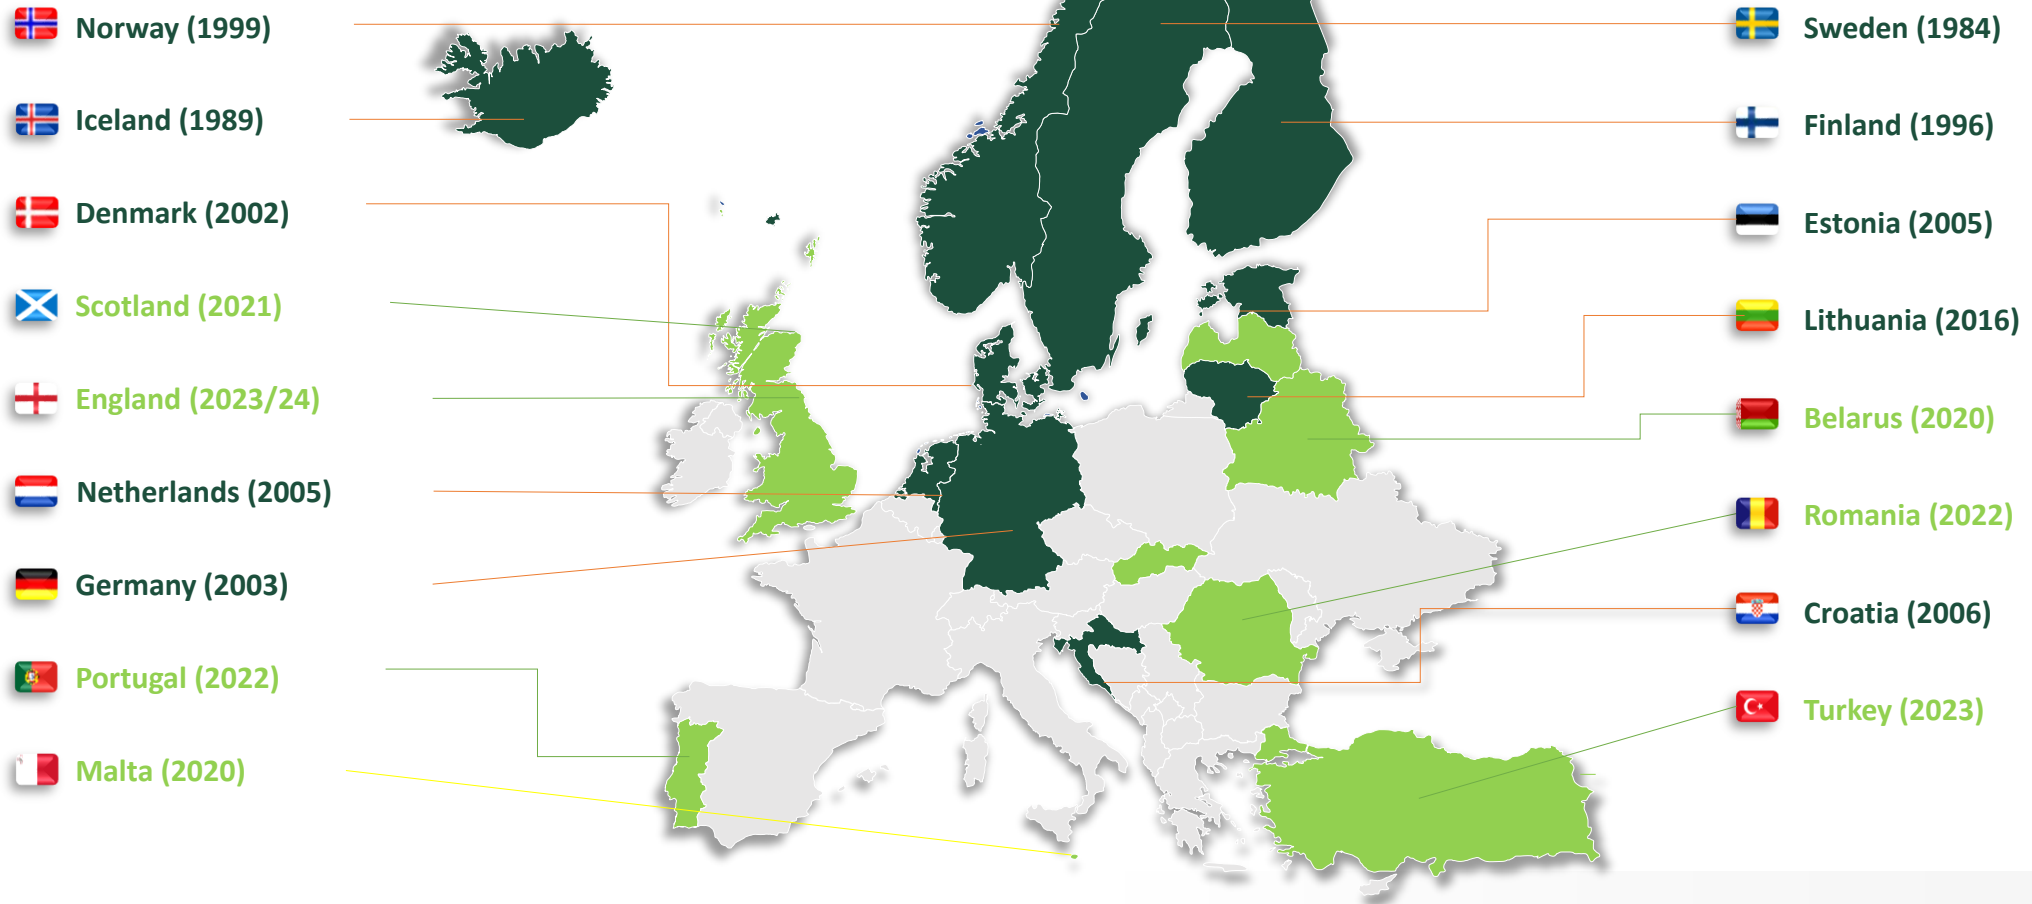 Norway (1999)
Iceland (1989)
Denmark (2002)
Scotland (2021)
England (2023/24)
Netherlands (2005)
Germany (2003)
Portugal (2022)
Malta (2020)
Sweden (1984)
Finland (1996)
Estonia (2005)
Lithuania (2016)
Belarus (2020)
Romania (2022)
Croatia (2006)
Turkey (2023)